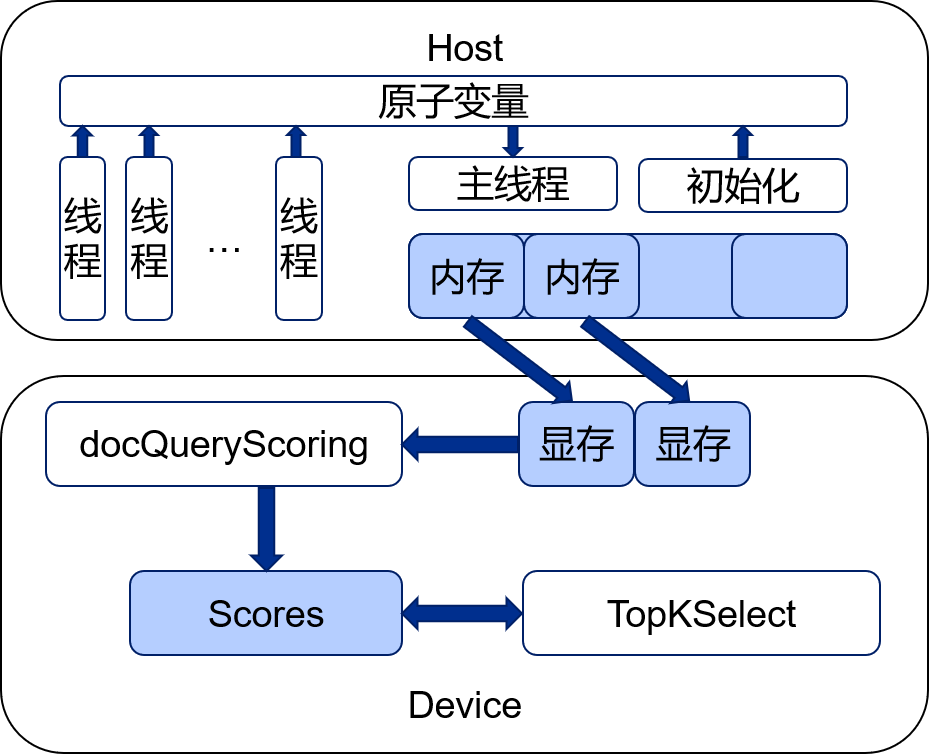 Host
原子变量
线程
线程
...
线程
主线程
初始化
内存
内存
docQueryScoring
显存
显存
Scores
TopKSelect
Device